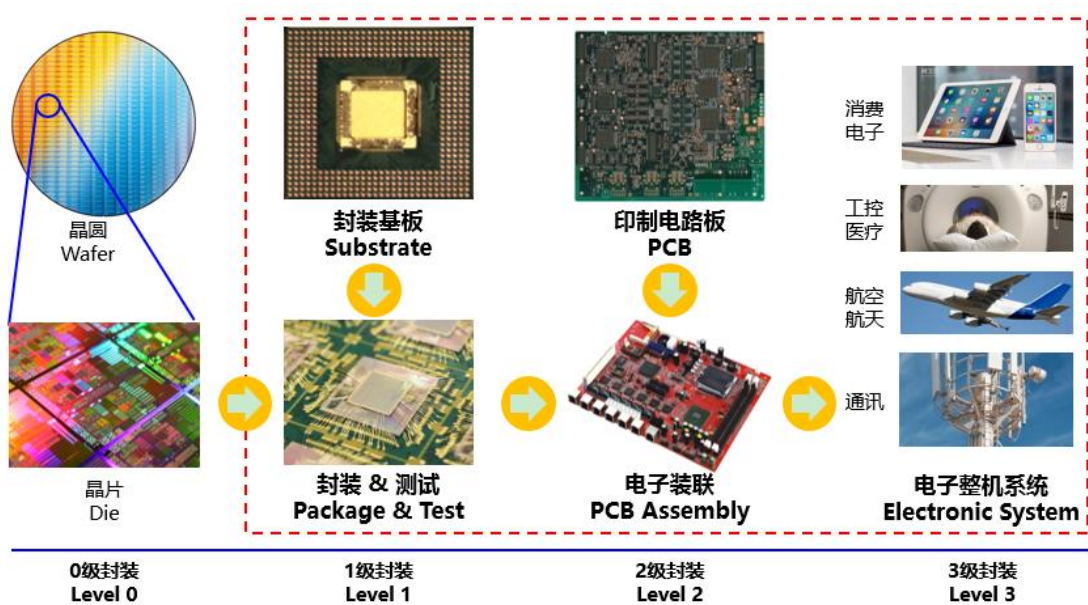 晶圆
Wafer
晶片
Die
封装基板
Substrate
封装 & 测试
Package & Test
印制电路板
PCB
电子装联
PCB Assembly
消费
电子
工控
医疗
航空
航天
通讯
电子整机系统
Electronic System
0级封装
Level 0
1级封装
Level 1
2级封装
Level 2
3级封装
Level 3